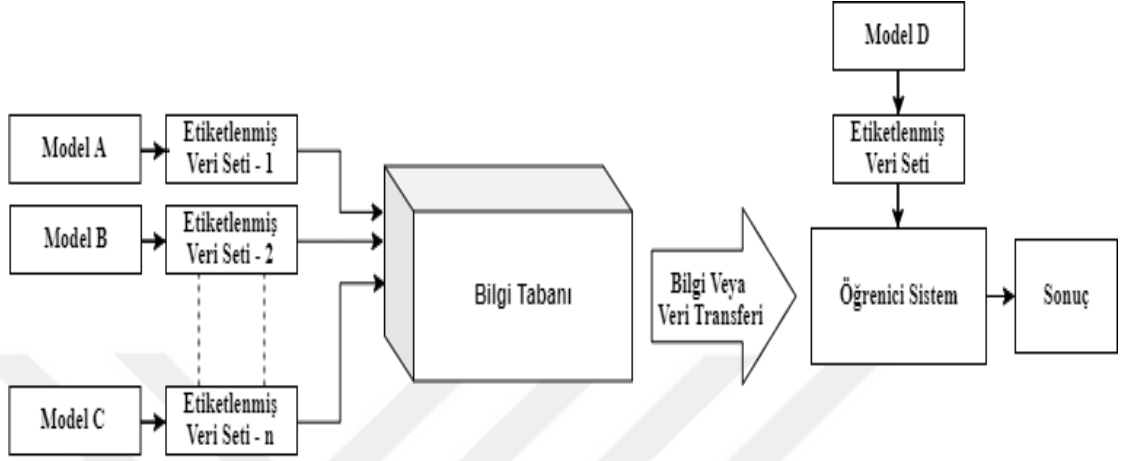 Model D
Etiketlenmiş
Veri Seti
Model A
Etiketlenmiş
Veri Seti - 1
Model B
Etiketlenmiş
Veri Seti - 2
Model C
Etiketlenmiş
Veri Seti - n
Bilgi Tabanı
Bilgi Veya
Veri Transferi
Öğrenici Sistem
Sonuç